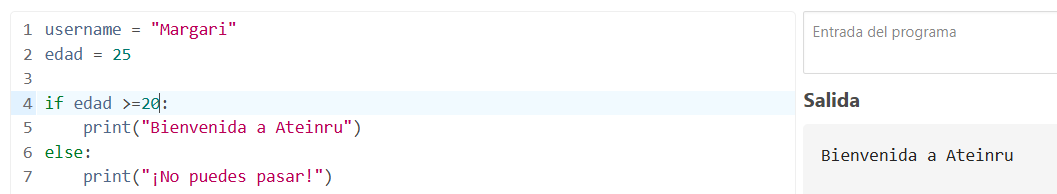 1 username = "Margari"
2 edad = 25
3
4 if edad >=20:
5     print("Bienvenida a Ateinru")
6 else:
7     print("¡No puedes pasar!")
Entrada del programa
Salida
Bienvenida a Ateinru